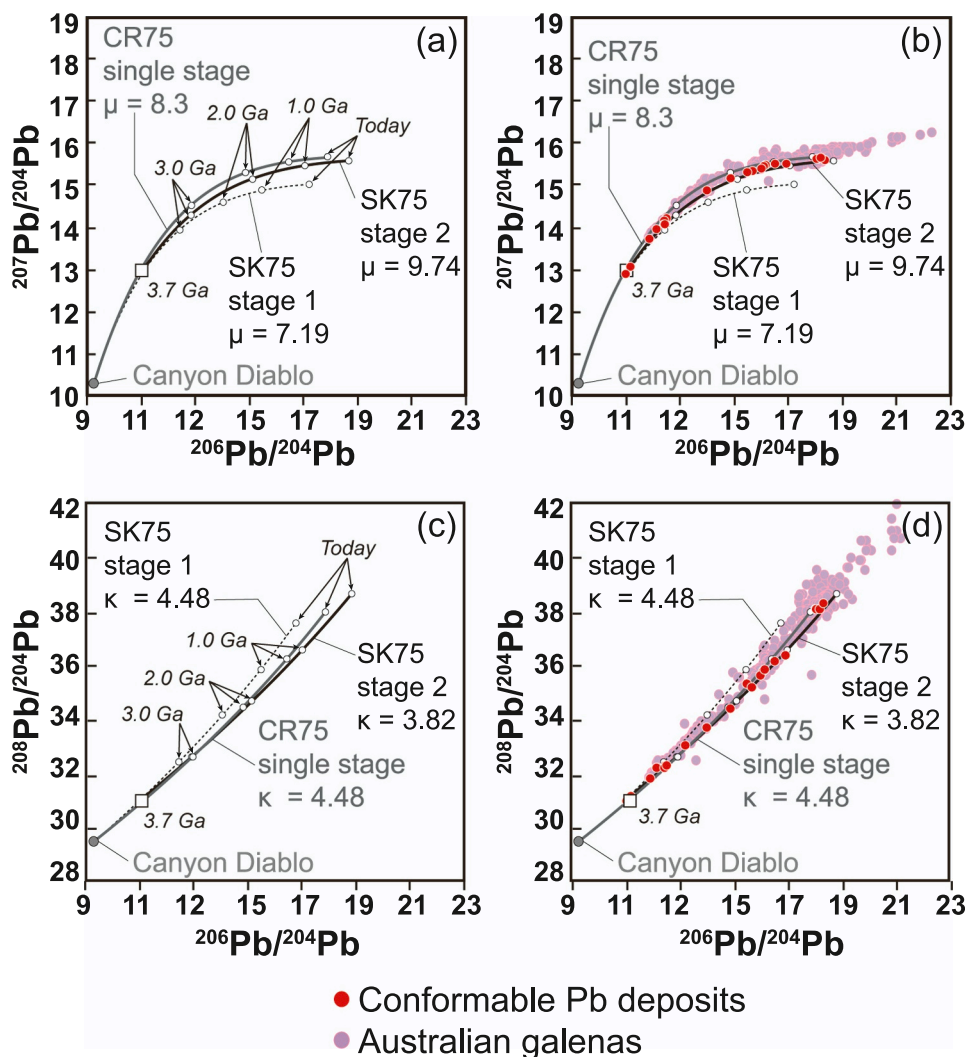 (a)
19
18
17
16
15
14
13
12
11
10
²⁰⁷Pb/²⁰⁴Pb
CR75
single stage
μ = 8.3
2.0 Ga
1.0 Ga
Today
3.0 Ga
3.7 Ga
SK75
stage 2
μ = 9.74
SK75
stage 1
μ = 7.19
Canyon Diablo
9 11 12 13 15 17 19 21 23
²⁰⁶Pb/²⁰⁴Pb
(b)
19
18
17
16
15
14
13
12
11
10
²⁰⁷Pb/²⁰⁴Pb
CR75
single stage
μ = 8.3
3.7 Ga
SK75
stage 2
μ = 9.74
SK75
stage 1
μ = 7.19
Canyon Diablo
9 11 12 15 17 19 21 23
²⁰⁶Pb/²⁰⁴Pb
(c)
42
40
38
36
34
32
30
28
²⁰⁸Pb/²⁰⁴Pb
SK75
stage 1
κ = 4.48
Today
1.0 Ga
2.0 Ga
3.0 Ga
SK75
stage 2
κ = 3.82
CR75
single stage
κ = 4.48
3.7 Ga
Canyon Diablo
9 11 12 15 17 19 21 23
²⁰⁶Pb/²⁰⁴Pb
(d)
42
40
38
36
34
32
30
28
²⁰⁸Pb/²⁰⁴Pb
SK75
stage 1
κ = 4.48
SK75
stage 2
κ = 3.82
CR75
single stage
κ = 4.48
3.7 Ga
Canyon Diablo
9 11 12 15 17 19 21 23
²⁰⁶Pb/²⁰⁴Pb
Conformable Pb deposits
Australian galenas